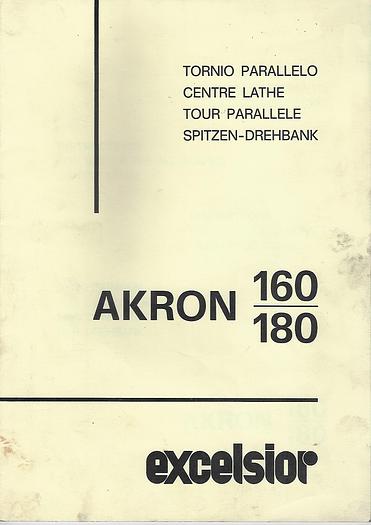 TORNIO PARALLELO
CENTRE LATHE
TOUR PARALLELE
SPITZEN-DREHBANK
AKRON 160
180
excelsior